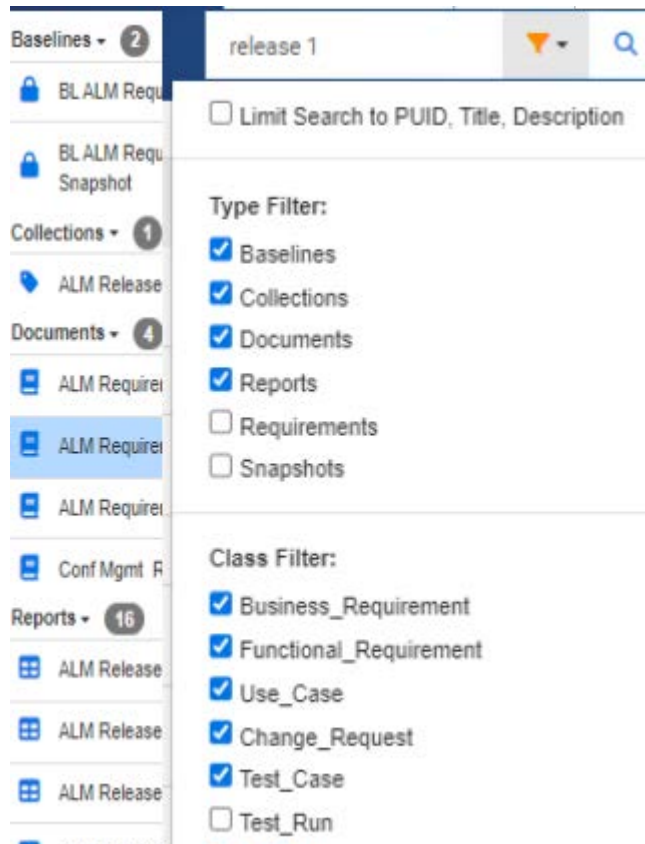 Baselines 2
BL ALM Requ
BL ALM Requ
Snapshot
Collections 1
ALM Release
Documents 4
ALM Requirer
ALM Requirer
ALM Requirer
Conf Mgmt R
Reports 16
ALM Release
ALM Release
ALM Release
release 1
Limit Search to PUID, Title, Description
Type Filter:
Baselines
Collections
Documents
Reports
Requirements
Snapshots
Class Filter:
Business_Requirement
Functional_Requirement
Use_Case
Change_Request
Test_Case
Test_Run